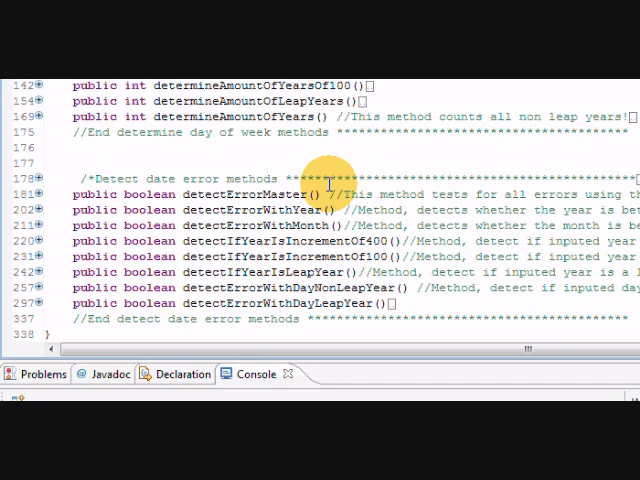 142 public int determineAmountOfYearsOf100()
154 public int determineAmountOfLeapYears()
169 public int determineAmountOfYears() //This method counts all non leap years!
175 //End determine day of week methods ****************************************
176
177
178 /*Detect date error methods ************************************************
181 public boolean detectErrorMaster() //This method tests for all errors using th
202 public boolean detectErrorWithYear() //Method, detects whether the year is bet
211 public boolean detectErrorWithMonth() //Method, detects whether the month is be
220 public boolean detectIfYearIsIncrementOf400()//Method, detect if inputed year
231 public boolean detectIfYearIsIncrementOf100()//Method, detect if inputed year
242 public boolean detectIfYearIsLeapYear()//Method, detect if inputed year is a l
257 public boolean detectErrorWithDayNonLeapYear() //Method, detect if inputed day
297 public boolean detectErrorWithDayLeapYear()
337 //End detect date error methods ********************************************
338 }
Problems @ Javadoc Declaration Console